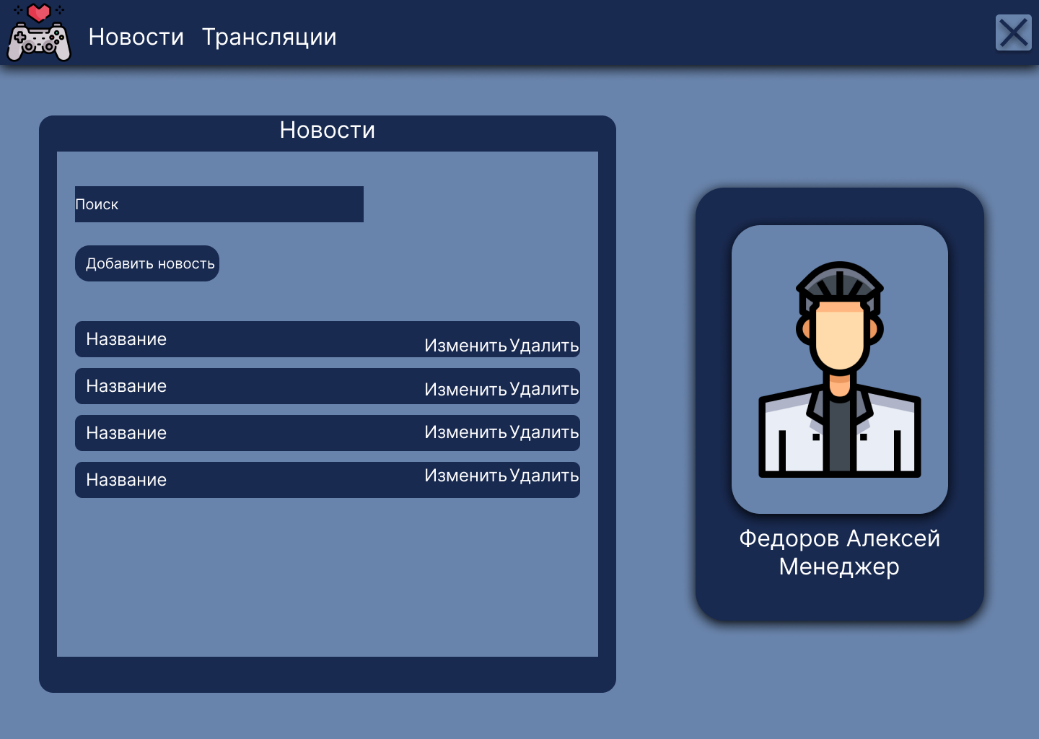 Новости Трансляции
Новости
Поиск
Добавить новость
Название Изменить Удалить
Название Изменить Удалить
Название Изменить Удалить
Название Изменить Удалить
Федоров Алексей
Менеджер